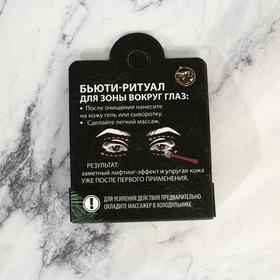 БЬЮТИ-РИТУАЛ
ДЛЯ ЗОНЫ ВОКРУГ ГЛАЗ:
• После очищения нанесите
на кожу гель или сыворотку.
• Сделайте легкий массаж.
РЕЗУЛЬТАТ:
заметный лифтинг-эффект и упругая кожа
УЖЕ ПОСЛЕ ПЕРВОГО ПРИМЕНЕНИЯ.
! ДЛЯ УСИЛЕНИЯ ДЕЙСТВИЯ ПРЕДВАРИТЕЛЬНО
ОХЛАДИТЕ МАССАЖЕР В ХОЛОДИЛЬНИКЕ.